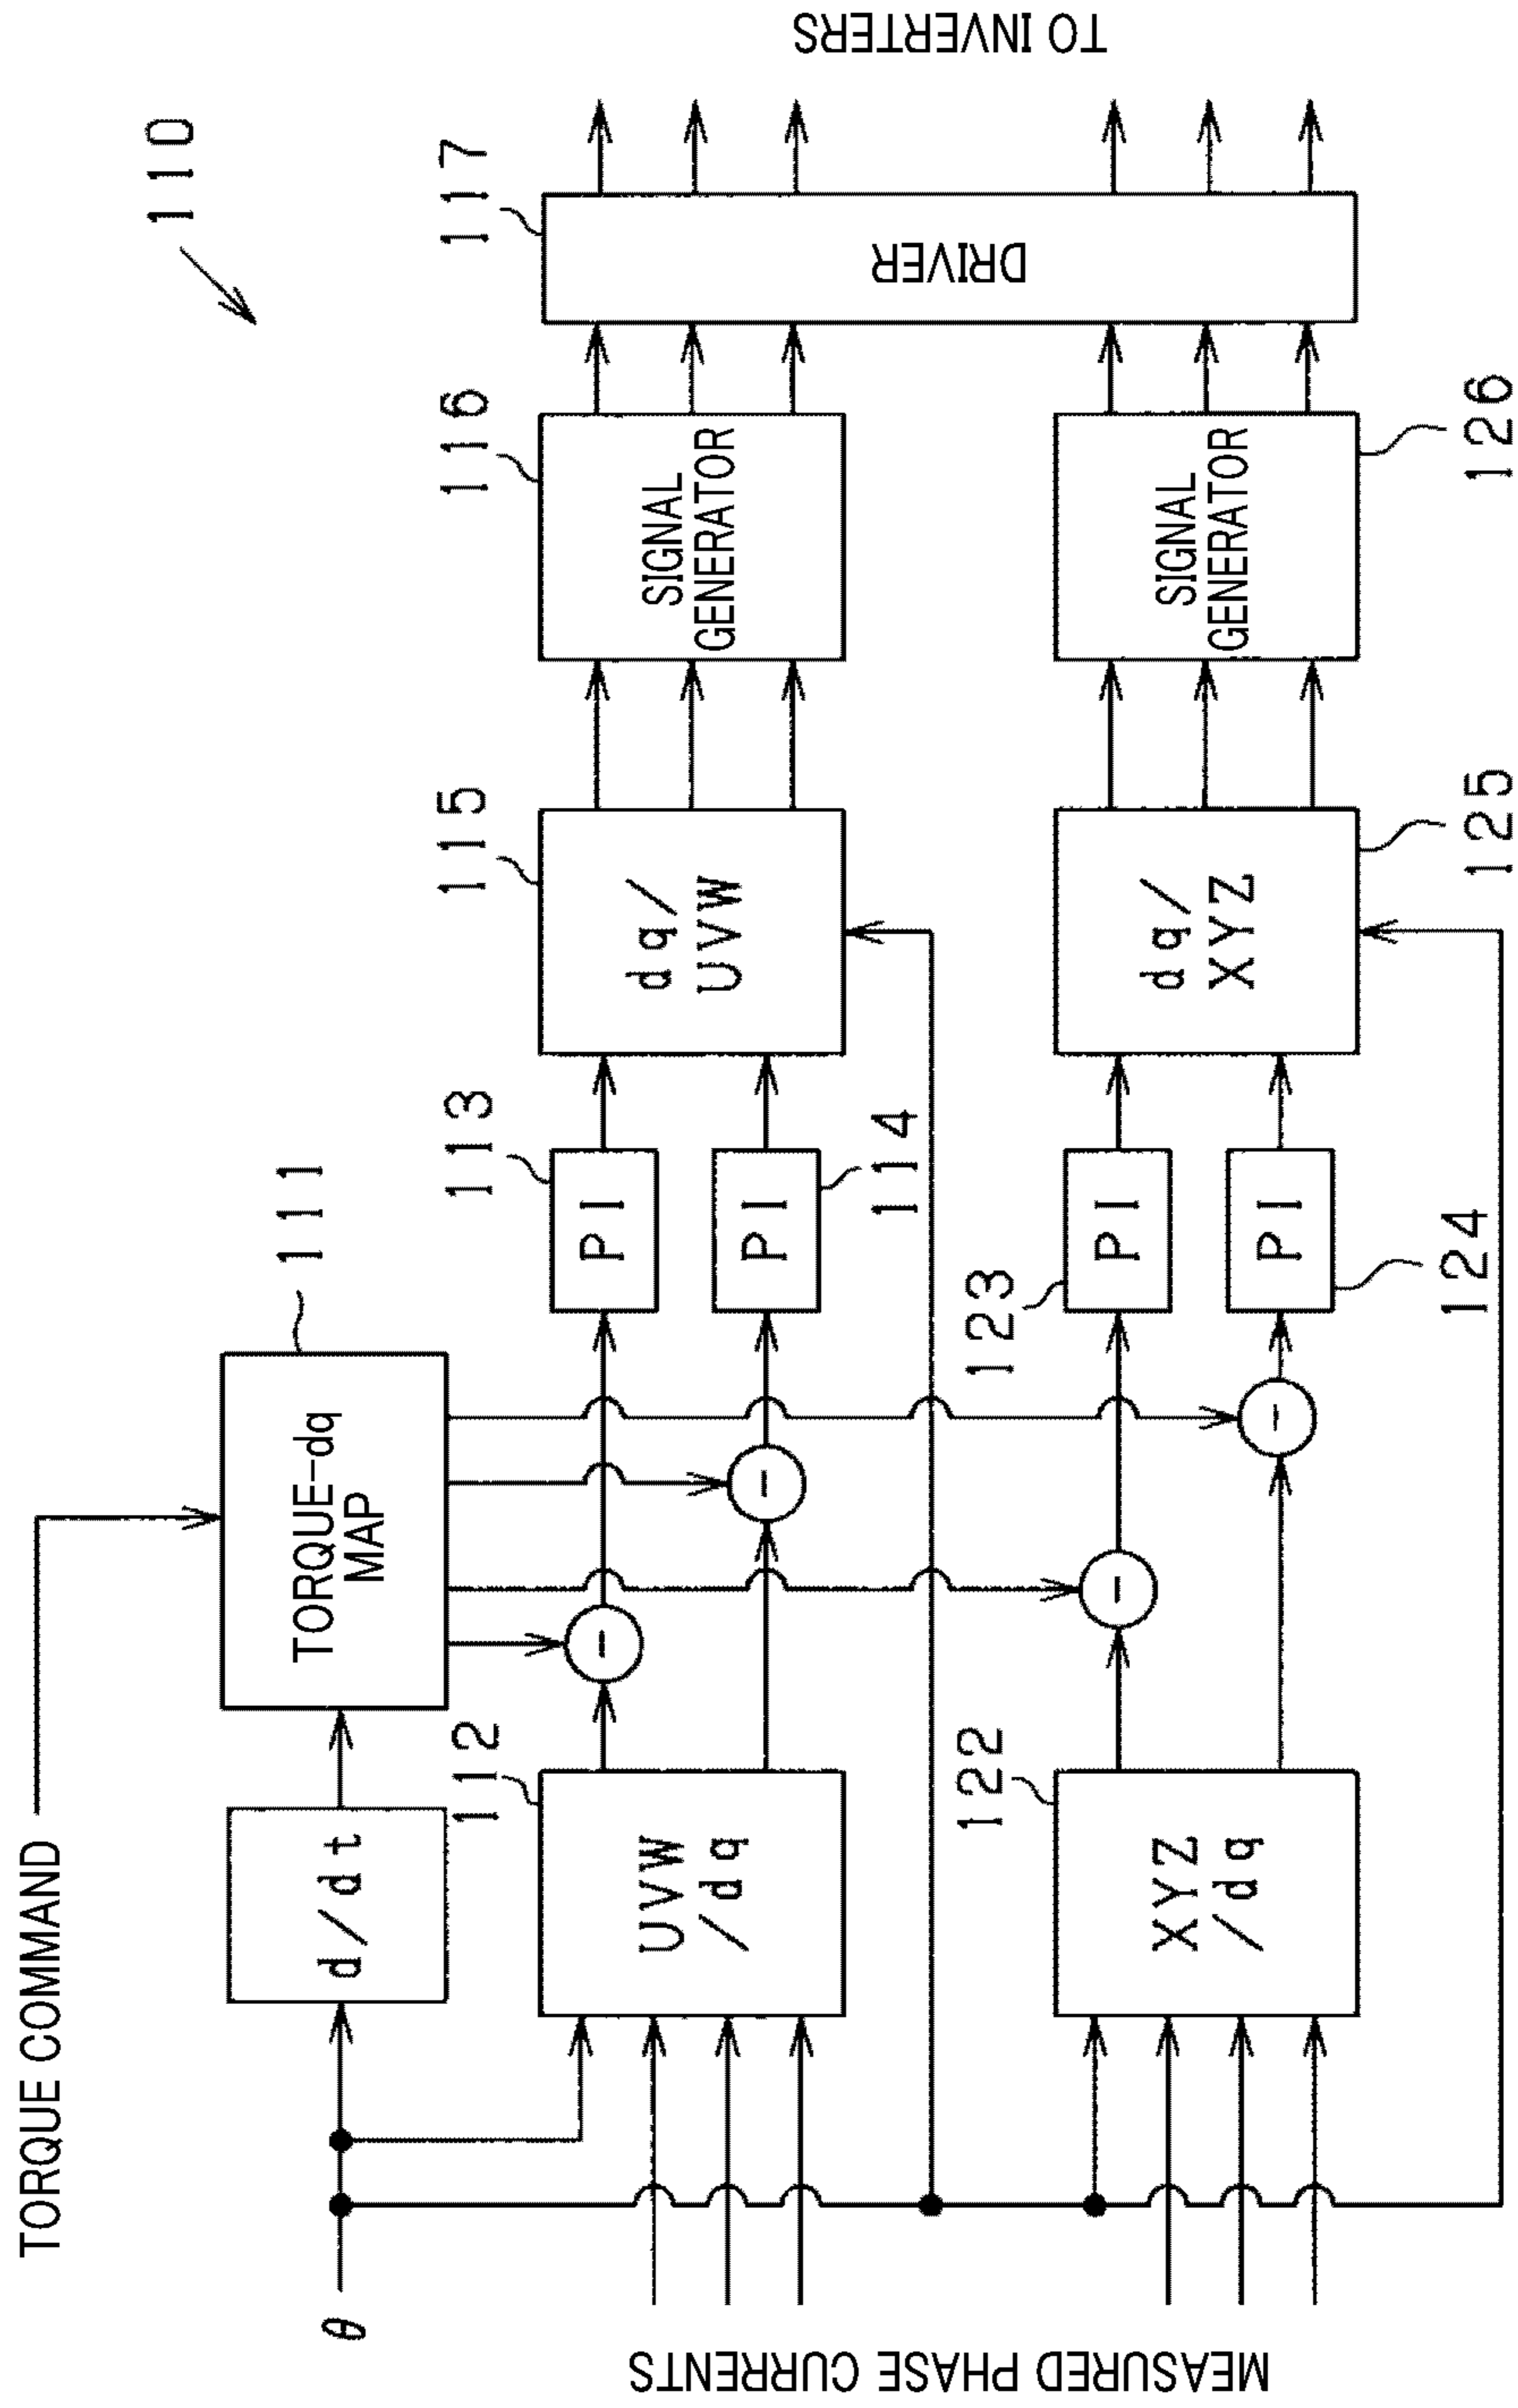 110
TORQUE COMMAND
θ
d/dt
TORQUE-dq
MAP
111
MEASURED PHASE CURRENTS
112
UVW
/dq
113
PI
PI
114
115
dq/
UVW
116
SIGNAL
GENERATOR
117
DRIVER
TO INVERTERS
122
XYZ
/dq
123
PI
PI
124
dq/
XYZ
125
SIGNAL
GENERATOR
126